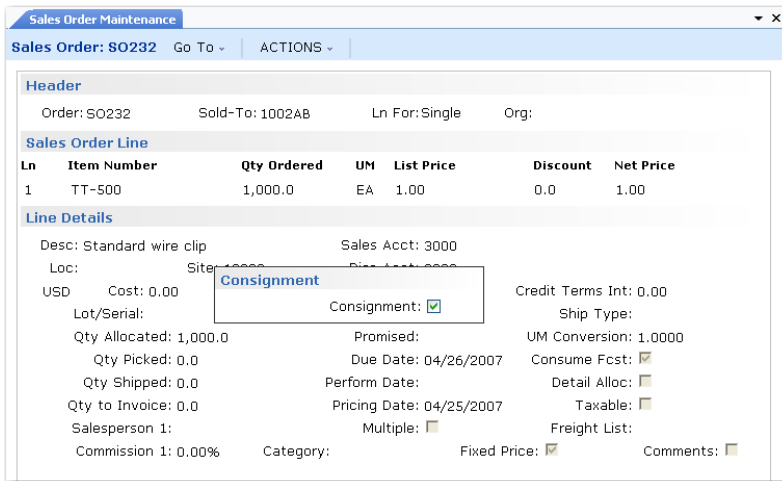 Sales Order Maintenance
Sales Order: SO232 Go To ACTIONS
Header
Order: SO232 Sold-To: 1002AB Ln For: Single Org:
Sales Order Line
Ln Item Number Qty Ordered UM List Price Discount Net Price
1 TT-500 1,000.0 EA 1.00 0.0 1.00
Line Details
Desc: Standard wire clip Sales Acct: 3000
Loc: Site:
Consignment
USD Cost: 0.00 Credit Terms Int: 0.00
Consignment:
Lot/Serial: Ship Type:
Qty Allocated: 1,000.0 Promised: UM Conversion: 1.0000
Qty Picked: 0.0 Due Date: 04/26/2007 Consume Fcst:
Qty Shipped: 0.0 Perform Date: Detail Alloc:
Qty to Invoice: 0.0 Pricing Date: 04/25/2007 Taxable:
Salesperson 1: Multiple: Freight List:
Commission 1: 0.00% Category: Fixed Price: Comments: